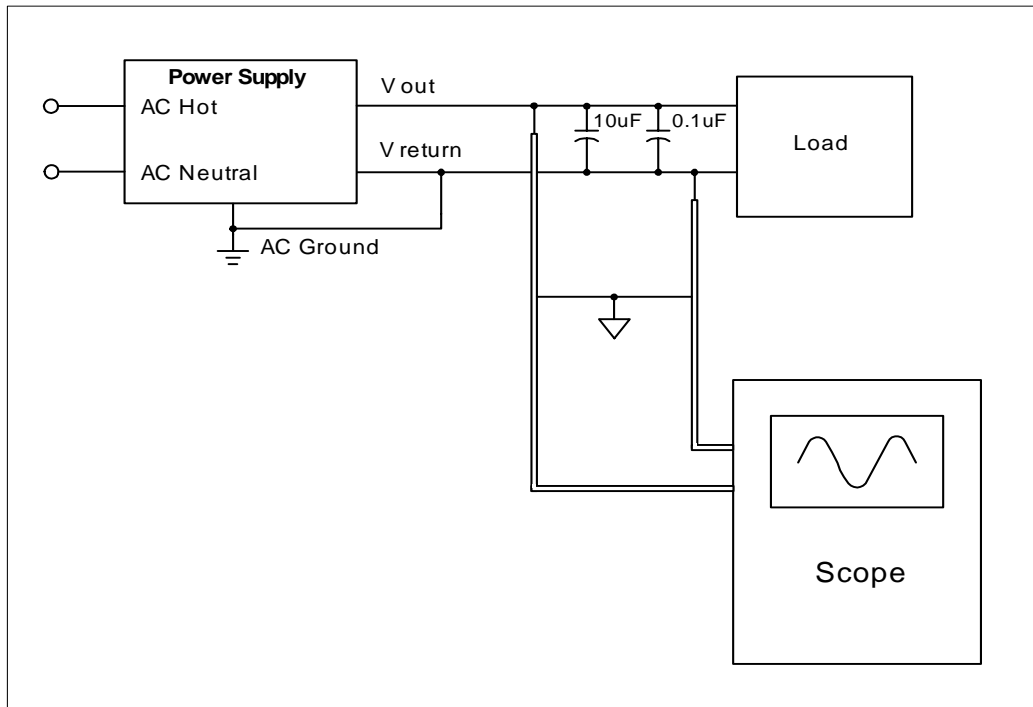 Power Supply
V out
AC Hot
10uF
0.1uF
Load
V return
AC Neutral
AC Ground
Scope